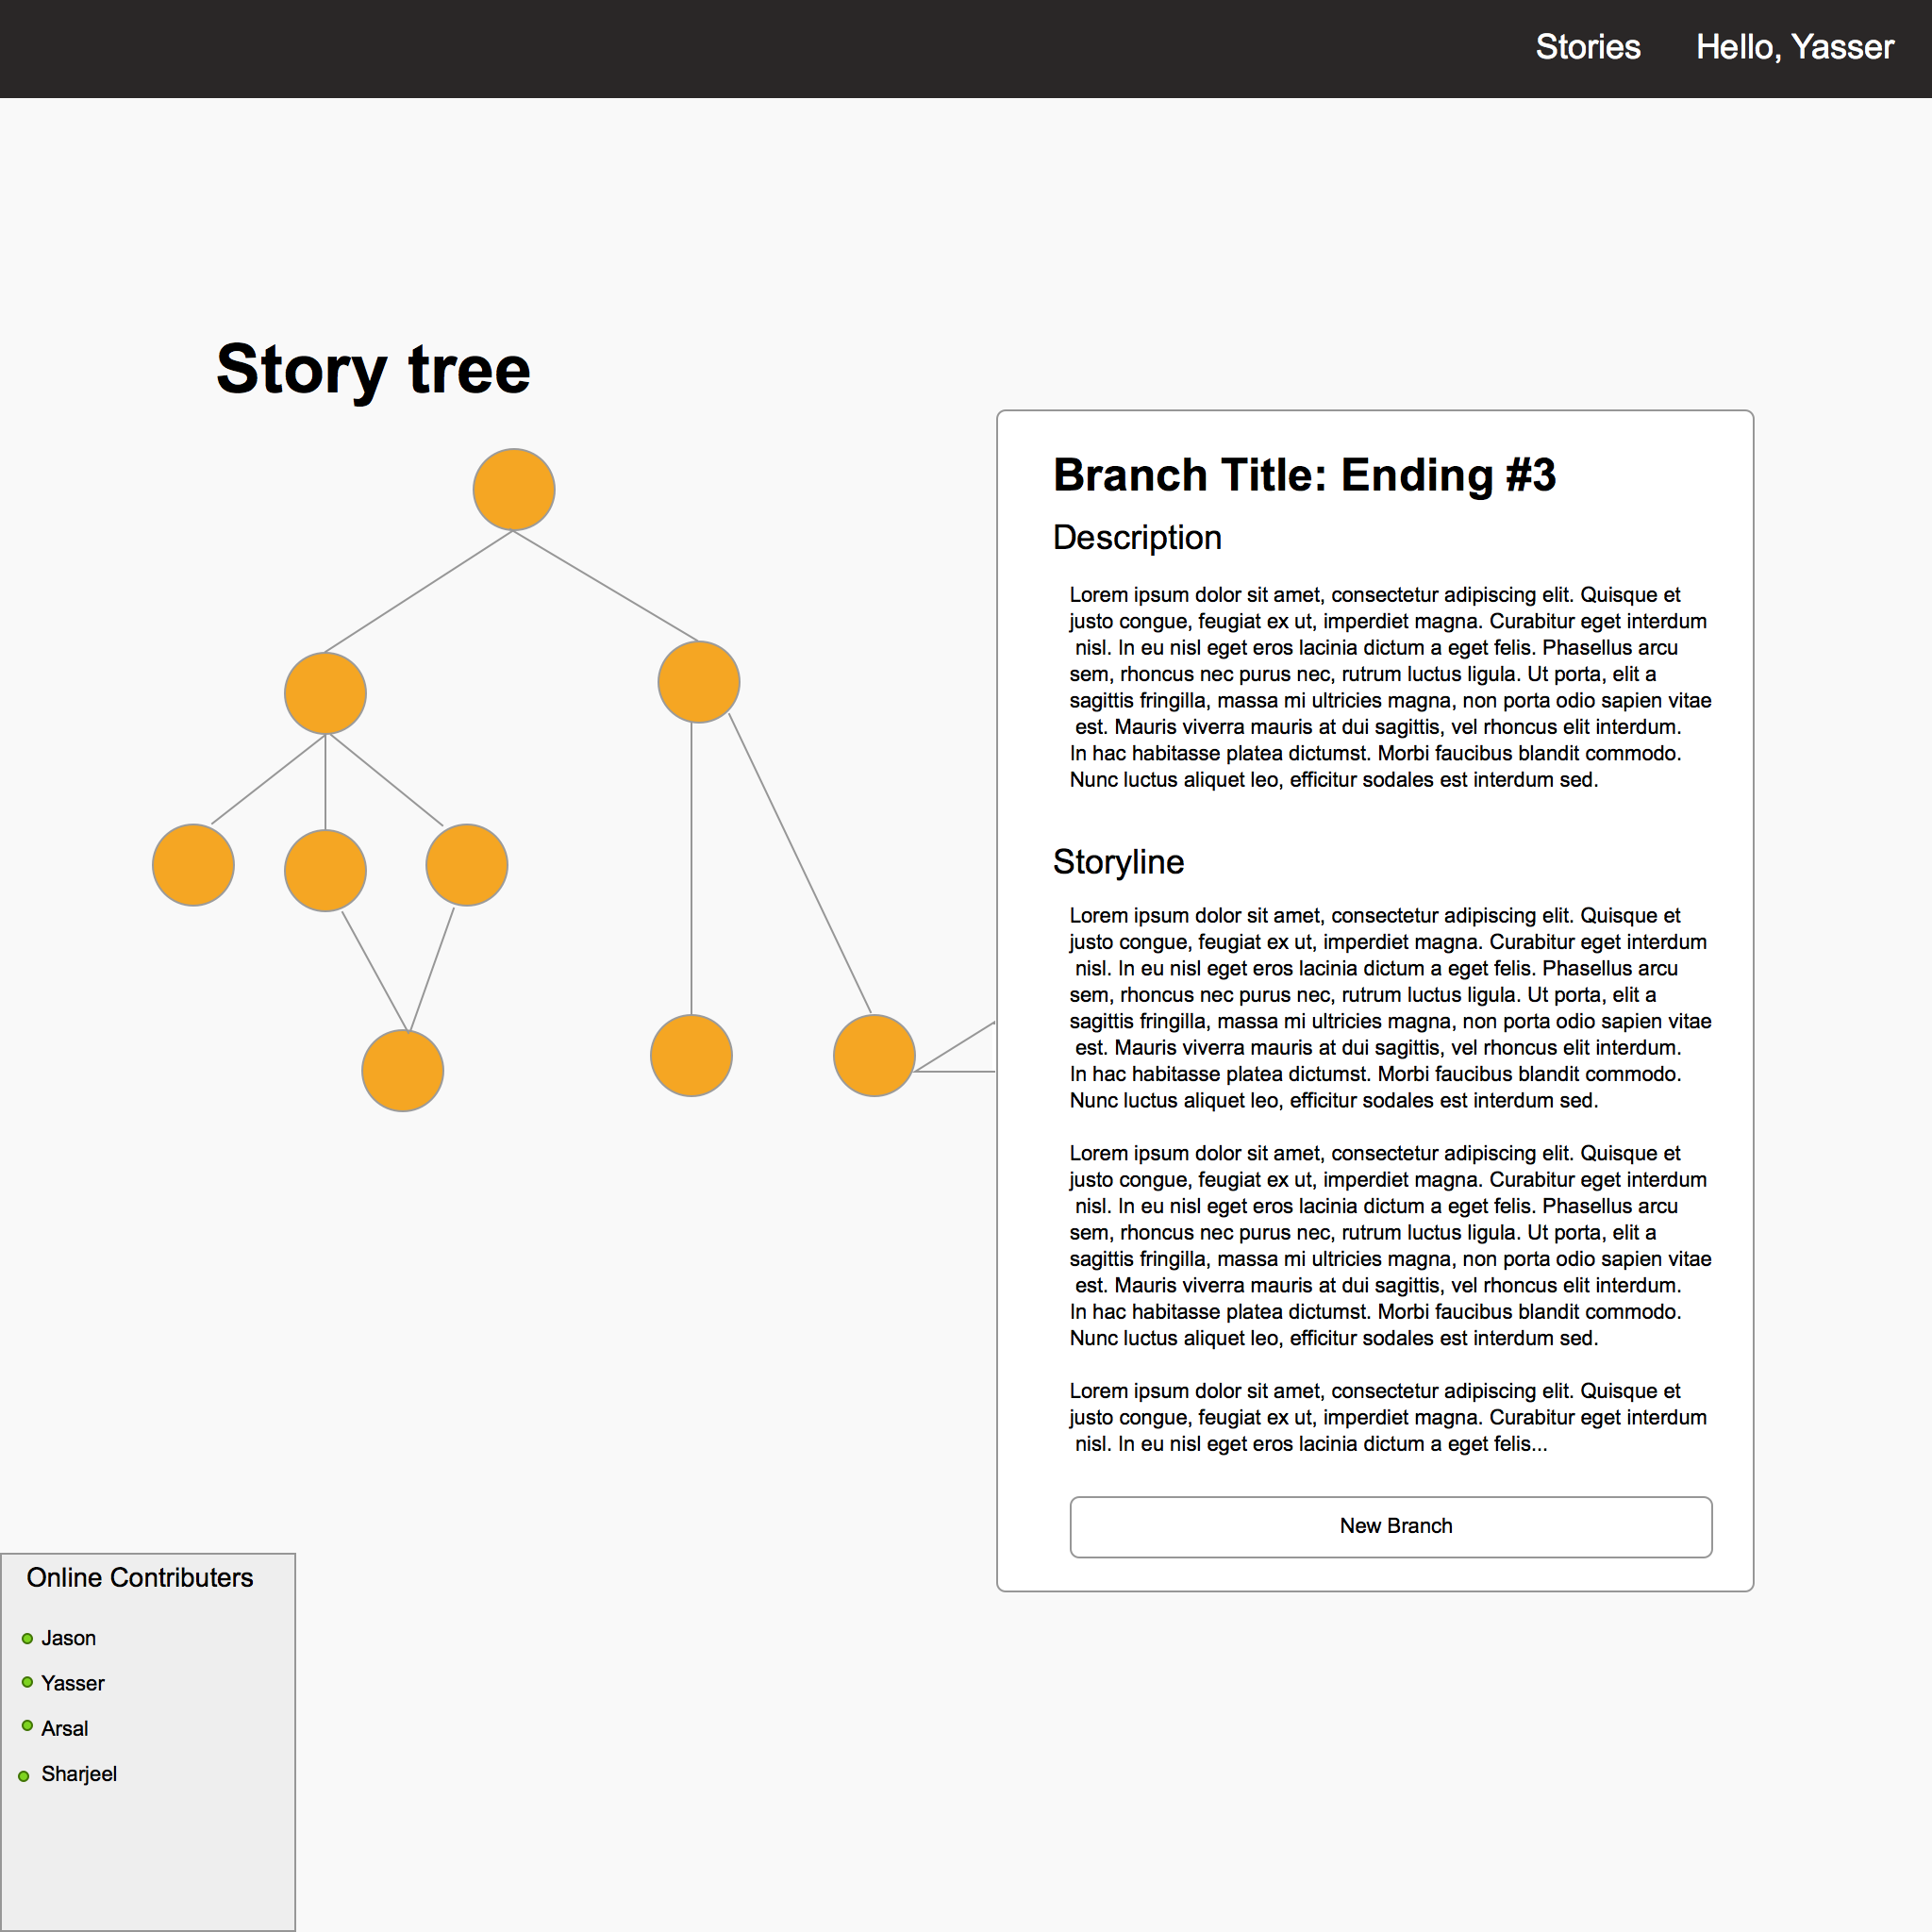 Stories
Hello, Yasser
Story tree
Branch Title: Ending #3
Description
Lorem ipsum dolor sit amet, consectetur adipiscing elit. Quisque et
justo congue, feugiat ex ut, imperdiet magna. Curabitur eget interdum
nisl. In eu nisl eget eros lacinia dictum a eget felis. Phasellus arcu
sem, rhoncus nec purus nec, rutrum luctus ligula. Ut porta, elit a
sagittis fringilla, massa mi ultricies magna, non porta odio sapien vitae
est. Mauris viverra mauris at dui sagittis, vel rhoncus elit interdum.
In hac habitasse platea dictumst. Morbi faucibus blandit commodo.
Nunc luctus aliquet leo, efficitur sodales est interdum sed.
Storyline
Lorem ipsum dolor sit amet, consectetur adipiscing elit. Quisque et
justo congue, feugiat ex ut, imperdiet magna. Curabitur eget interdum
nisl. In eu nisl eget eros lacinia dictum a eget felis. Phasellus arcu
sem, rhoncus nec purus nec, rutrum luctus ligula. Ut porta, elit a
sagittis fringilla, massa mi ultricies magna, non porta odio sapien vitae
est. Mauris viverra mauris at dui sagittis, vel rhoncus elit interdum.
In hac habitasse platea dictumst. Morbi faucibus blandit commodo.
Nunc luctus aliquet leo, efficitur sodales est interdum sed.
Lorem ipsum dolor sit amet, consectetur adipiscing elit. Quisque et
justo congue, feugiat ex ut, imperdiet magna. Curabitur eget interdum
nisl. In eu nisl eget eros lacinia dictum a eget felis. Phasellus arcu
sem, rhoncus nec purus nec, rutrum luctus ligula. Ut porta, elit a
sagittis fringilla, massa mi ultricies magna, non porta odio sapien vitae
est. Mauris viverra mauris at dui sagittis, vel rhoncus elit interdum.
In hac habitasse platea dictumst. Morbi faucibus blandit commodo.
Nunc luctus aliquet leo, efficitur sodales est interdum sed.
Lorem ipsum dolor sit amet, consectetur adipiscing elit. Quisque et
justo congue, feugiat ex ut, imperdiet magna. Curabitur eget interdum
nisl. In eu nisl eget eros lacinia dictum a eget felis...
New Branch
Online Contributers
Jason
Yasser
Arsal
Sharjeel